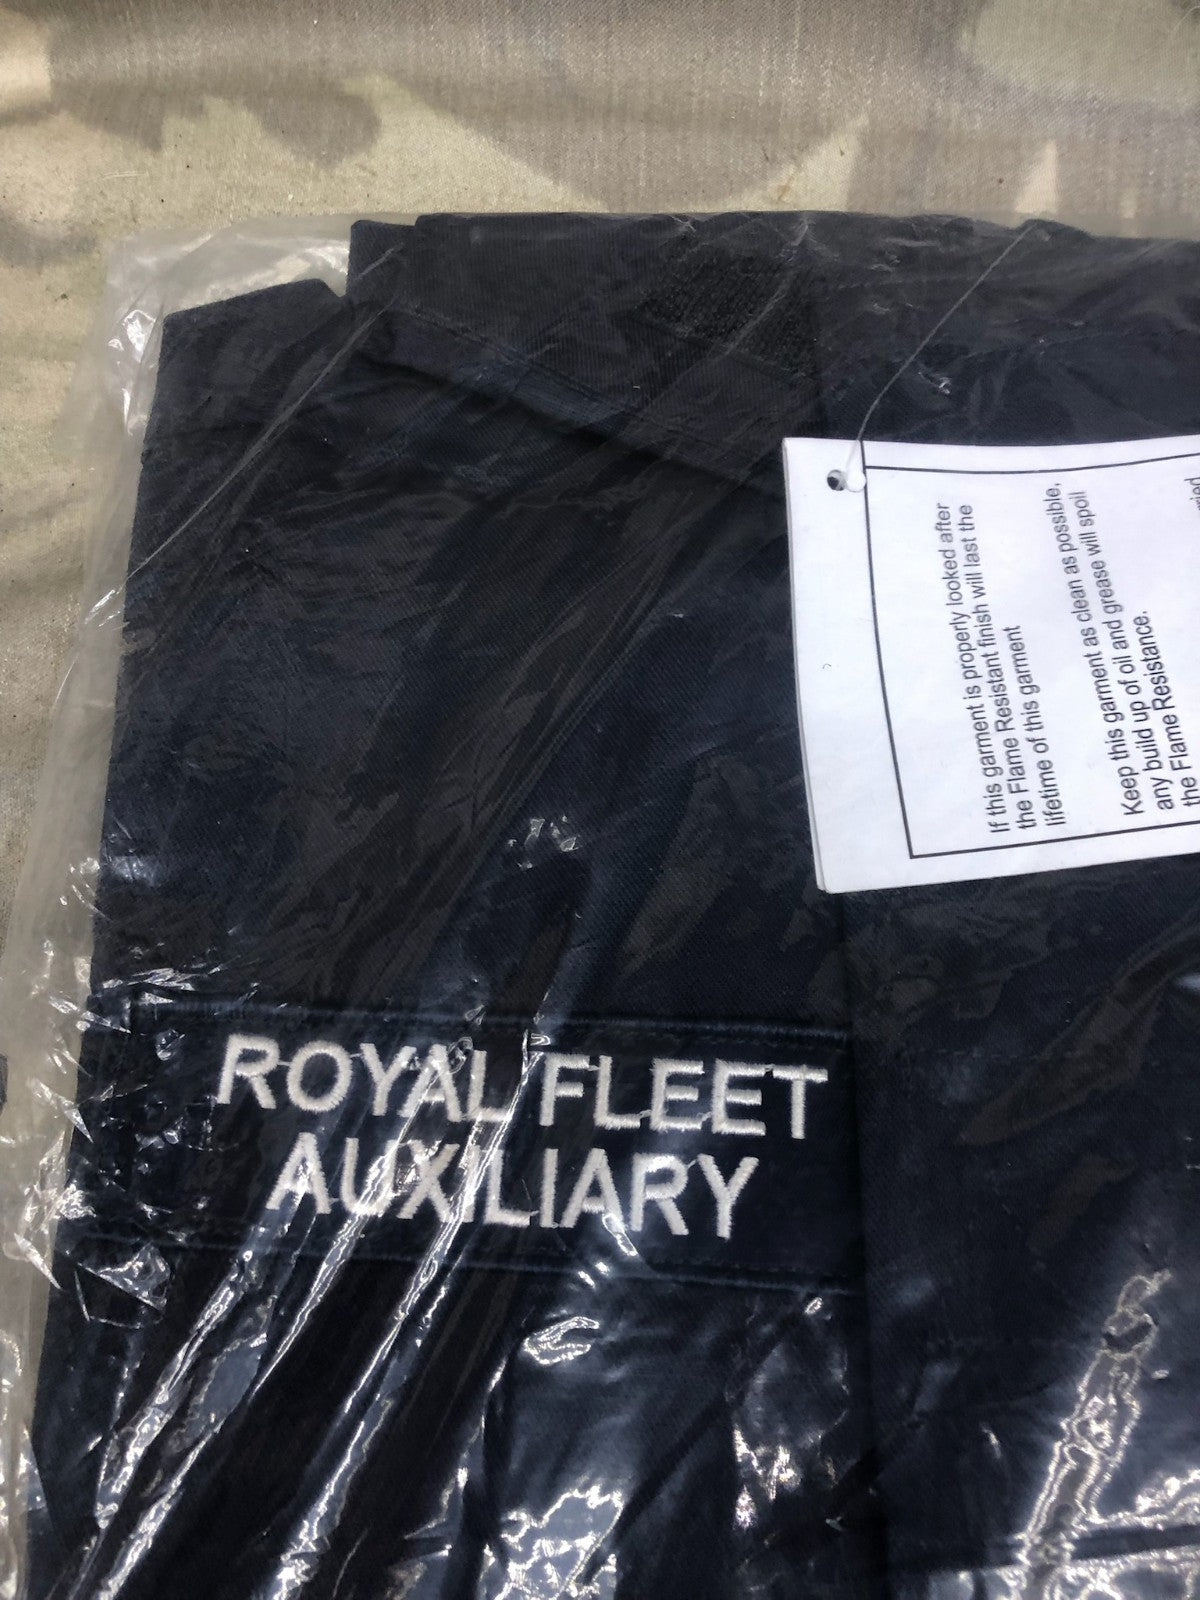 If this garment is properly looked after
the Flame Resistant finish will last the
lifetime of this garment
Keep this garment as clean as possible,
any build up of oil and grease will spoil
the Flame Resistance.
ROYAL FLEET
AUXILIARY